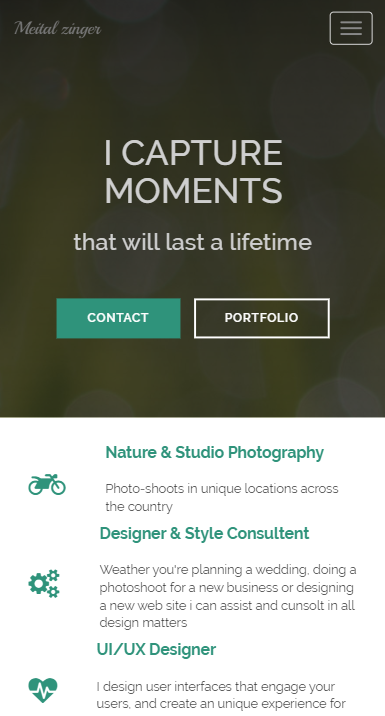 Meital zinger
I CAPTURE
MOMENTS
that will last a lifetime
CONTACT
PORTFOLIO
Nature & Studio Photography
Photo-shoots in unique locations across
the country
Designer & Style Consultent
Weather you're planning a wedding, doing a
photoshoot for a new business or designing
a new web site i can assist and cunsolt in all
design matters
UI/UX Designer
I design user interfaces that engage your
users, and create an unique experience for